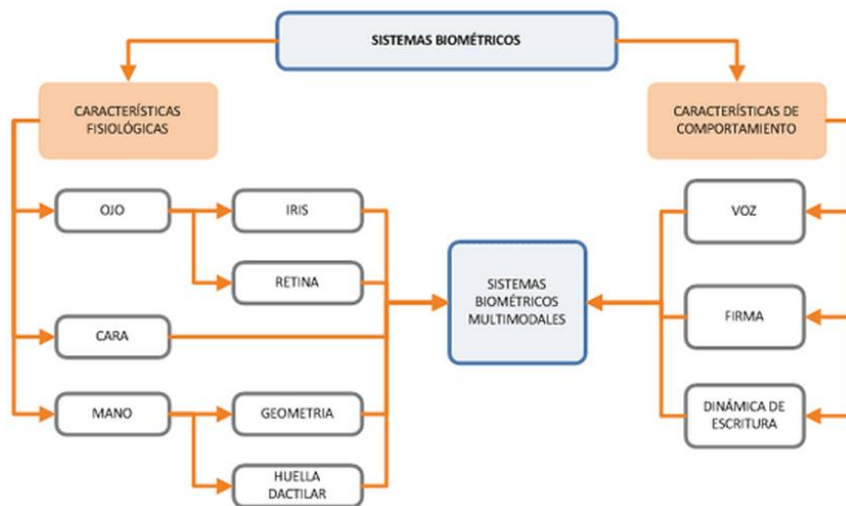 SISTEMAS BIOMÉTRICOS
CARACTERÍSTICAS
FISIOLÓGICAS
CARACTERÍSTICAS DE
COMPORTAMIENTO
OJO
IRIS
VOZ
RETINA
SISTEMAS
BIOMÉTRICOS
MULTIMODALES
CARA
FIRMA
MANO
GEOMETRIA
DINÁMICA DE
ESCRITURA
HUELLA
DACTILAR